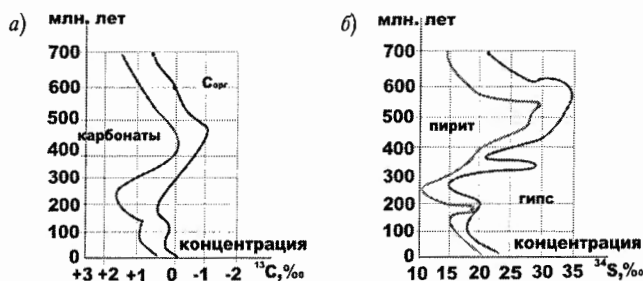 а)
млн. лет
700
600
500
400
300
200
100
0
Cорг
карбонаты
концентрация
+3 +2 +1 0 -1 -2 ¹³C,‰
б)
млн. лет
700
600
500
400
300
200
100
0
пирит
гипс
концентрация
10 15 20 25 30 35 ³⁴S,‰